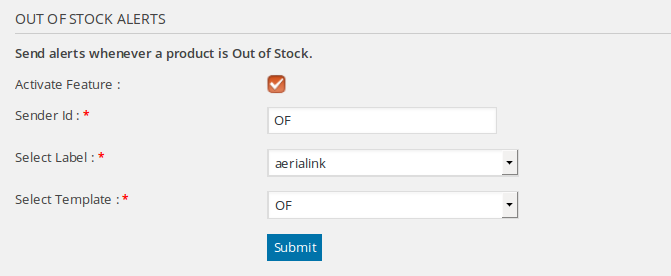 OUT OF STOCK ALERTS
Send alerts whenever a product is Out of Stock.
Activate Feature :
Sender Id : * OF
Select Label : * aerialink
Select Template : * OF
Submit